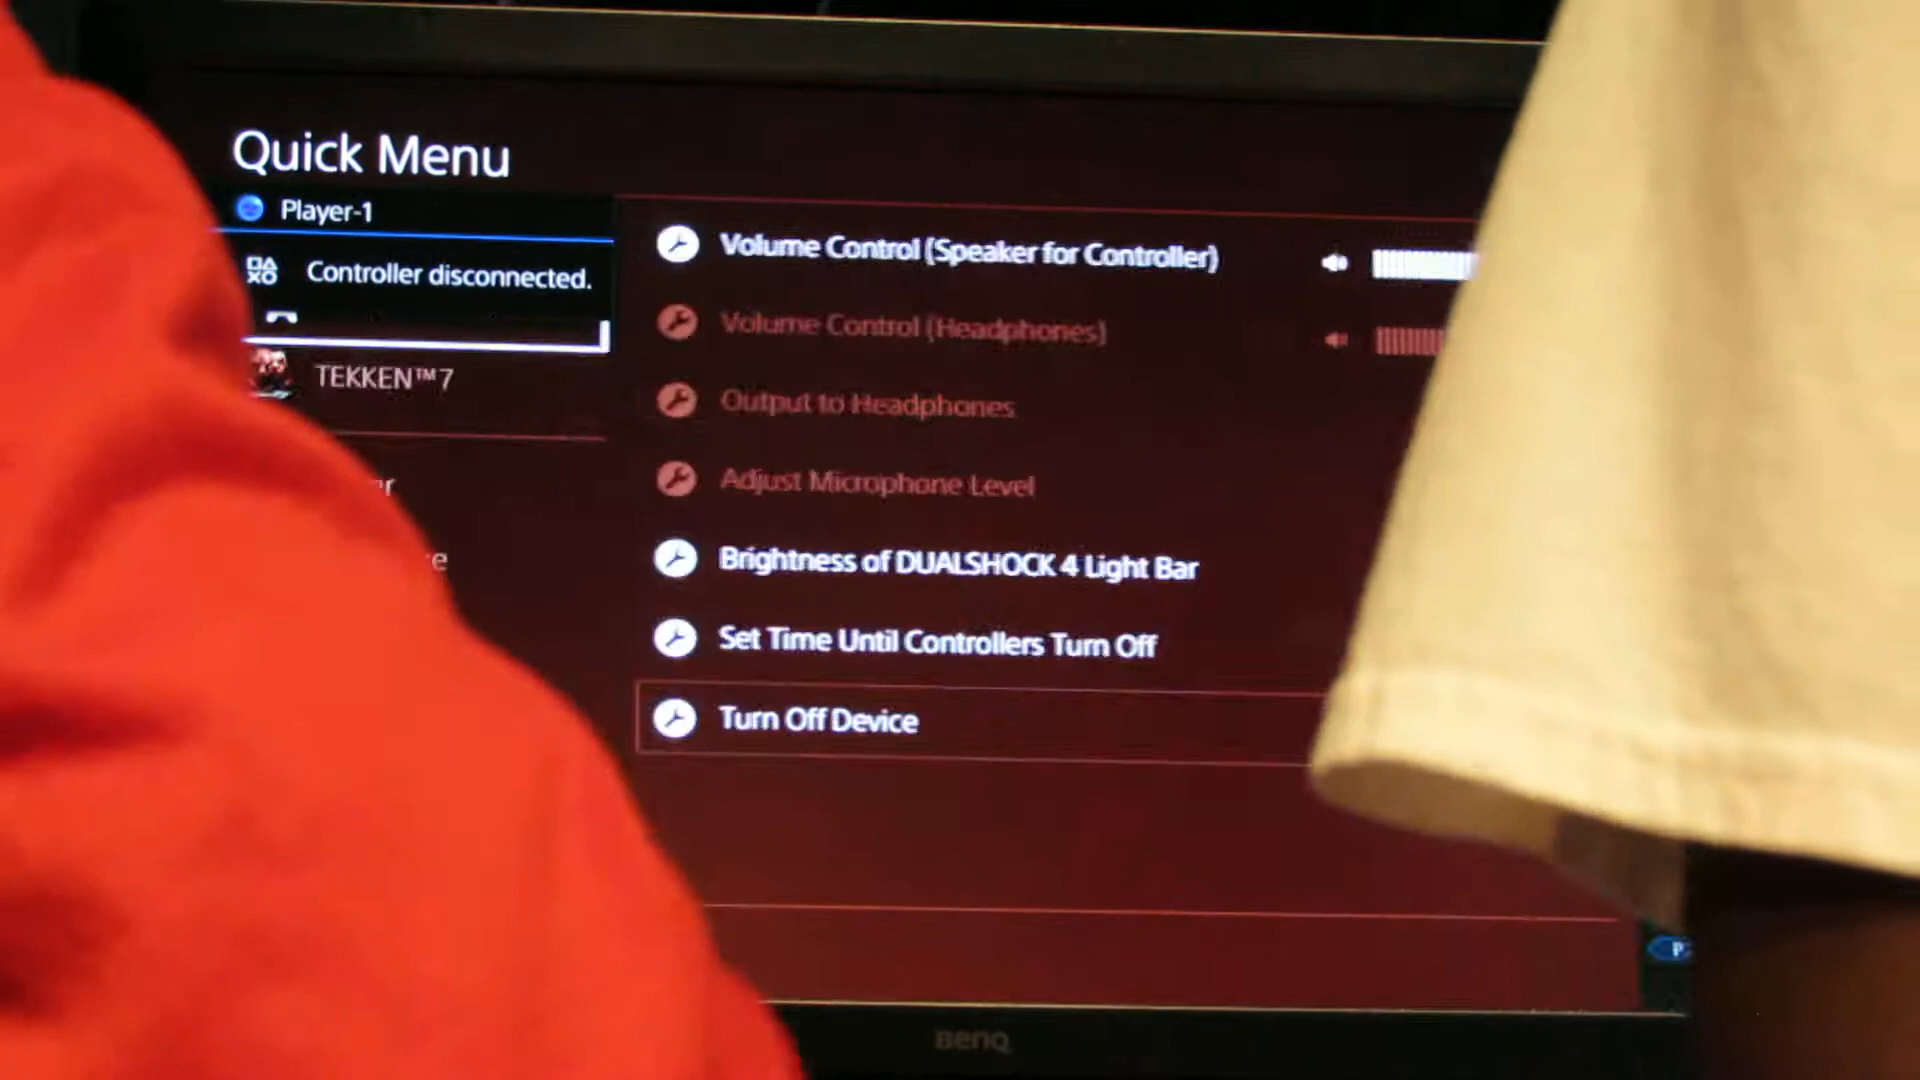 Quick Menu
Player-1
Controller disconnected.
TEKKEN™7
Volume Control (Speaker for Controller)
Volume Control (Headphones)
Output to Headphones
Adjust Microphone Level
Brightness of DUALSHOCK 4 Light Bar
Set Time Until Controllers Turn Off
Turn Off Device
BenQ